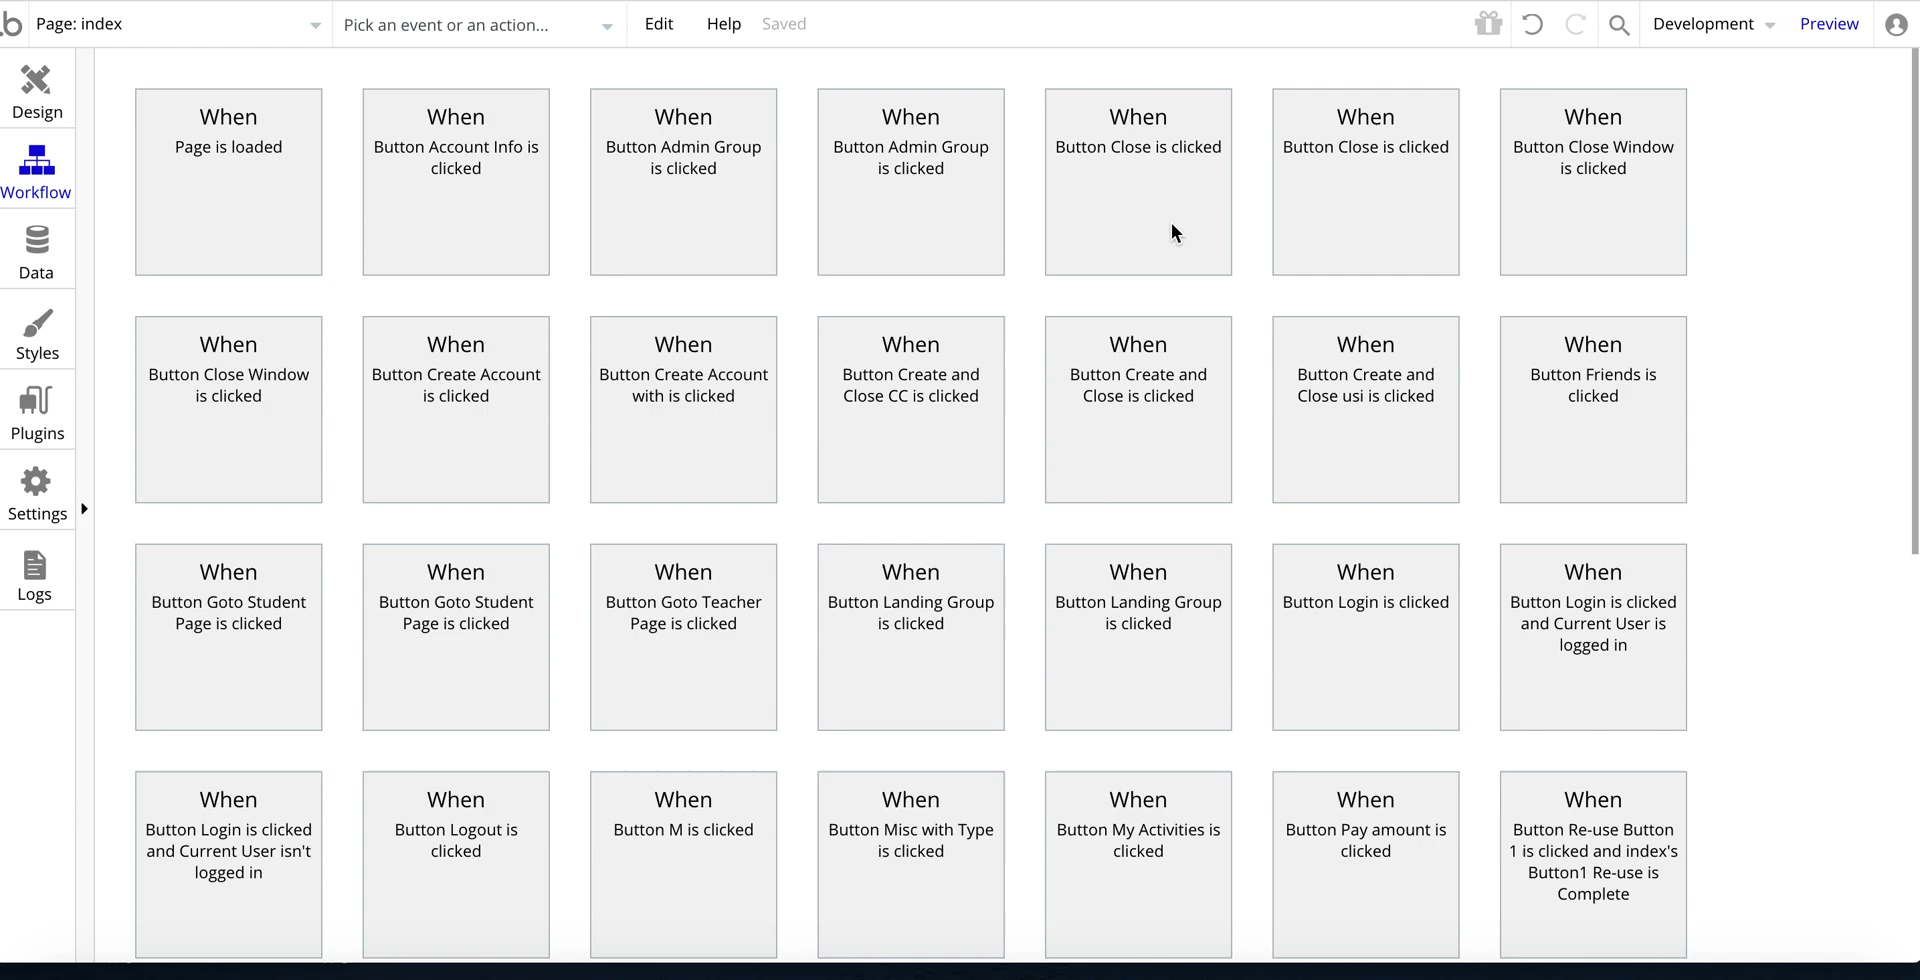 .b Page: index Pick an event or an action... Edit Help Saved Development Preview
Design
Workflow
Data
Styles
Plugins
Settings
Logs
When
Page is loaded
When
Button Account Info is
clicked
When
Button Admin Group
is clicked
When
Button Admin Group
is clicked
When
Button Close is clicked
When
Button Close is clicked
When
Button Close Window
is clicked
When
Button Close Window
is clicked
When
Button Create Account
is clicked
When
Button Create Account
with is clicked
When
Button Create and
Close CC is clicked
When
Button Create and
Close is clicked
When
Button Create and
Close usi is clicked
When
Button Friends is
clicked
When
Button Goto Student
Page is clicked
When
Button Goto Student
Page is clicked
When
Button Goto Teacher
Page is clicked
When
Button Landing Group
is clicked
When
Button Landing Group
is clicked
When
Button Login is clicked
When
Button Login is clicked
and Current User is
logged in
When
Button Login is clicked
and Current User isn't
logged in
When
Button Logout is
clicked
When
Button M is clicked
When
Button Misc with Type
is clicked
When
Button My Activities is
clicked
When
Button Pay amount is
clicked
When
Button Re-use Button
1 is clicked and index's
Button1 Re-use is
Complete